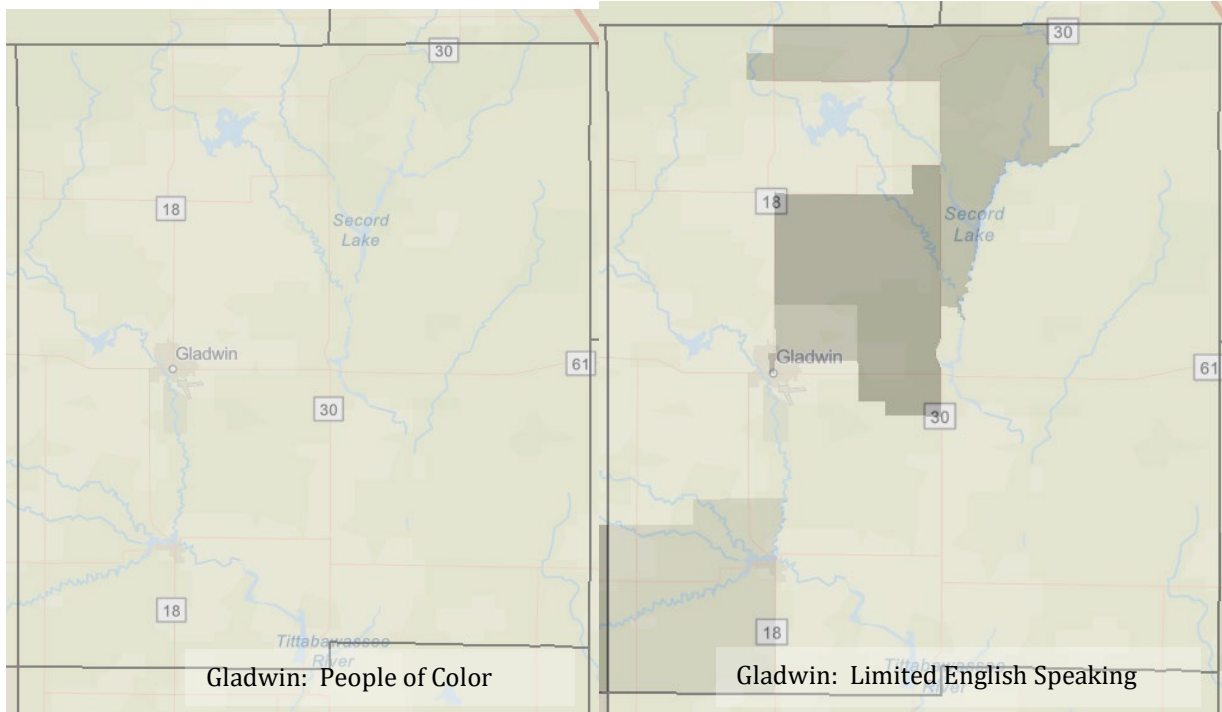 30
18
Secord
Lake
Gladwin
61
30
18
Tittabawassee
River
Gladwin: People of Color
30
18
Secord
Lake
Gladwin
61
30
18
Tittabawassee
River
Gladwin: Limited English Speaking